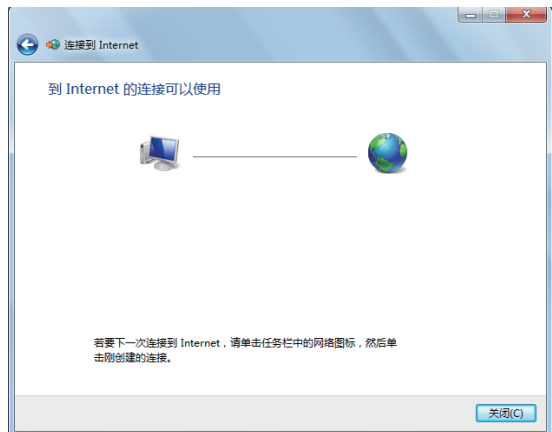 连接到 Internet
到 Internet 的连接可以使用
若要下一次连接到 Internet，请单击任务栏中的网络图标，然后单
击刚创建的连接。
关闭(C)